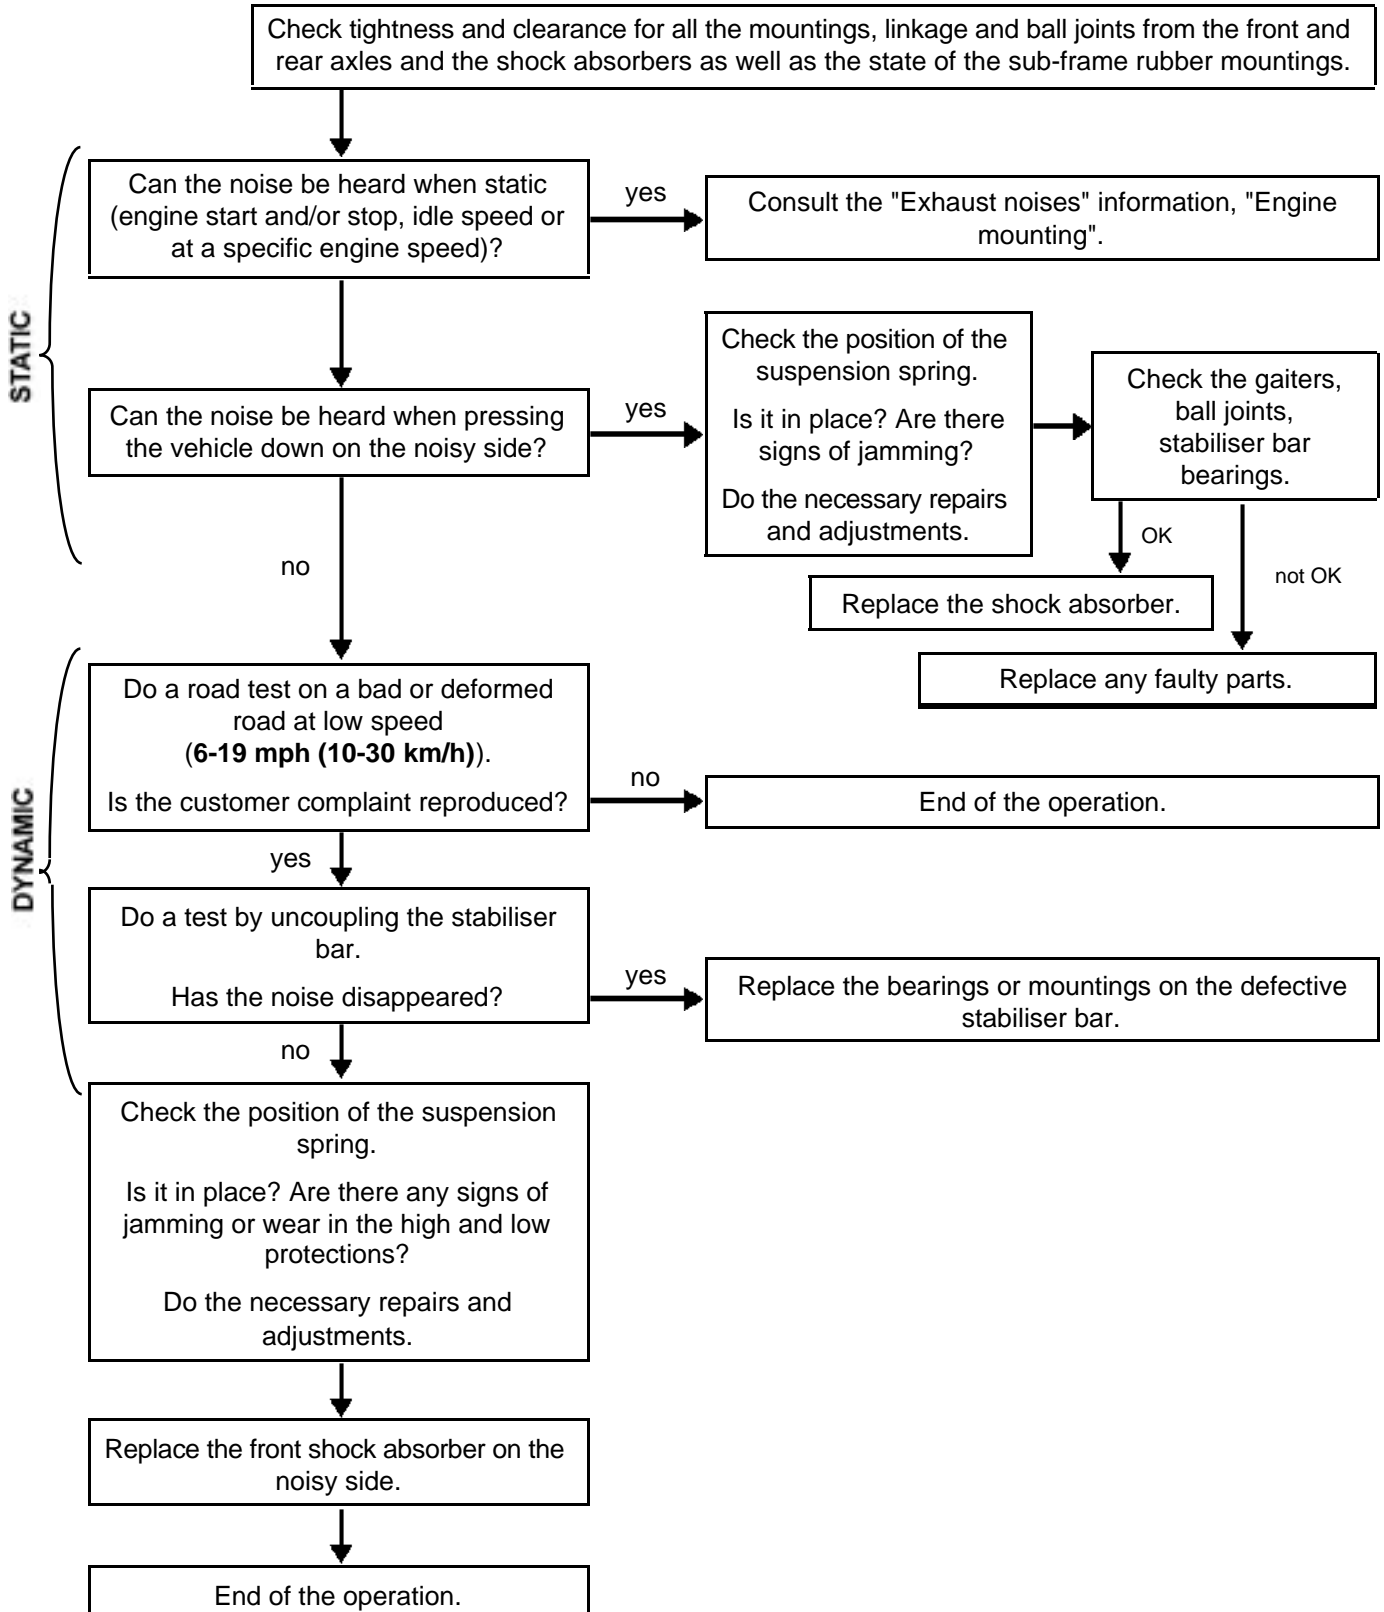 Check tightness and clearance for all the mountings, linkage and ball joints from the front and
rear axles and the shock absorbers as well as the state of the sub-frame rubber mountings.
STATIC
Can the noise be heard when static
(engine start and/or stop, idle speed or
at a specific engine speed)?
yes
Consult the "Exhaust noises" information, "Engine
mounting".
Can the noise be heard when pressing
the vehicle down on the noisy side?
yes
Check the position of the
suspension spring.
Is it in place? Are there
signs of jamming?
Do the necessary repairs
and adjustments.
Check the gaiters,
ball joints,
stabiliser bar
bearings.
OK
not OK
Replace the shock absorber.
Replace any faulty parts.
no
DYNAMIC
Do a road test on a bad or deformed
road at low speed
(6-19 mph (10-30 km/h)).
Is the customer complaint reproduced?
no
End of the operation.
yes
Do a test by uncoupling the stabiliser
bar.
Has the noise disappeared?
yes
Replace the bearings or mountings on the defective
stabiliser bar.
no
Check the position of the suspension
spring.
Is it in place? Are there any signs of
jamming or wear in the high and low
protections?
Do the necessary repairs and
adjustments.
Replace the front shock absorber on the
noisy side.
End of the operation.